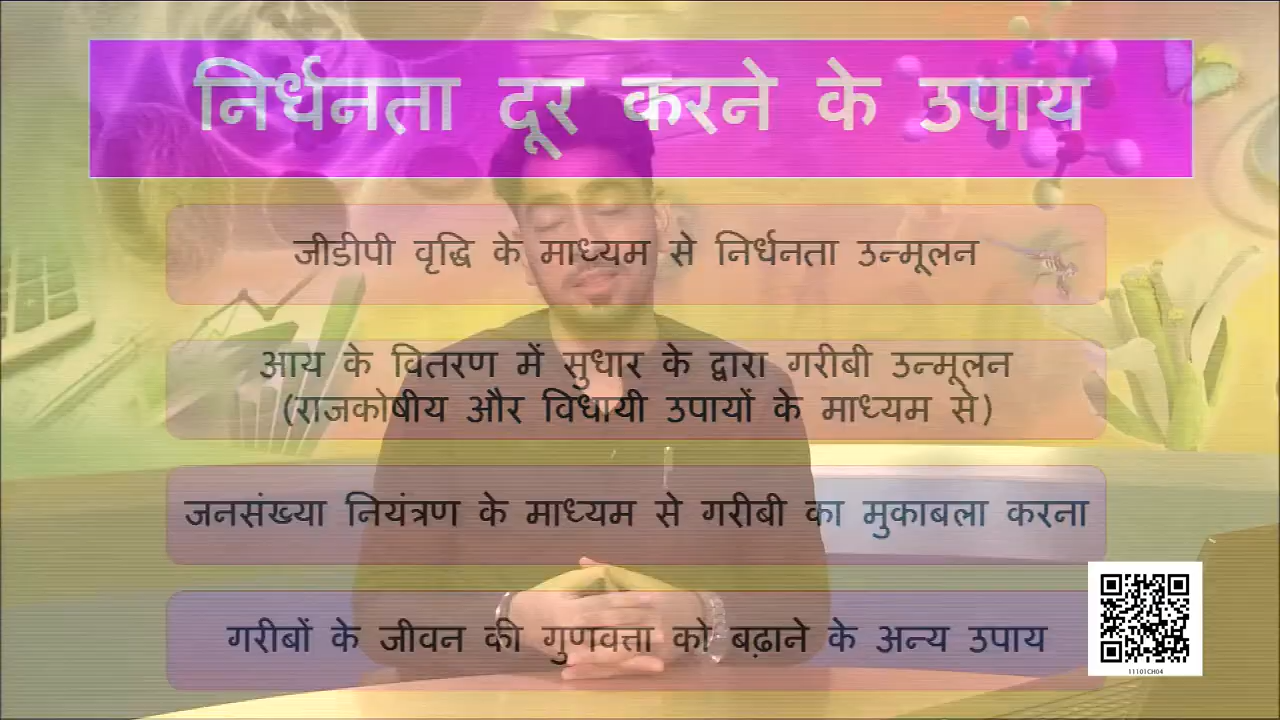 निर्धनता दूर करने के उपाय
जीडीपी वृद्धि के माध्यम से निर्धनता उन्मूलन
आय के वितरण में सुधार के द्वारा गरीबी उन्मूलन
(राजकोषीय और विधायी उपायों के माध्यम से)
जनसंख्या नियंत्रण के माध्यम से गरीबी का मुकाबला करना
गरीबों के जीवन की गुणवत्ता को बढ़ाने के अन्य उपाय
11101CH04